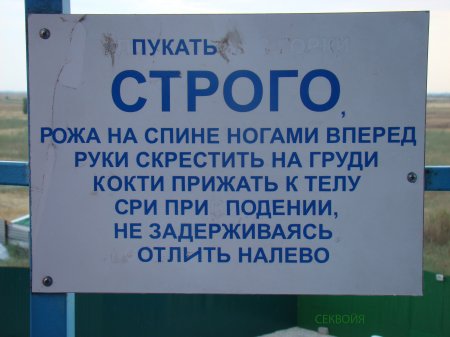 ПУКАТЬ ГОРКИ
СТРОГО,
РОЖА НА СПИНЕ НОГАМИ ВПЕРЕД
РУКИ СКРЕСТИТЬ НА ГРУДИ
КОКТИ ПРИЖАТЬ К ТЕЛУ
СРИ ПРИ ПОДЕНИИ,
НЕ ЗАДЕРЖИВАЯСЬ
ОТЛИТЬ НАЛЕВО
СЕКВОЙЯ